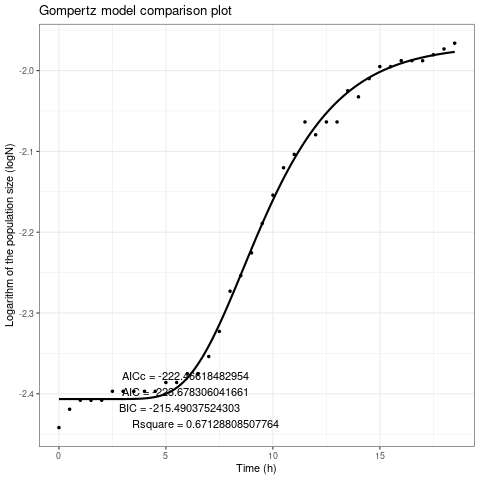 Gompertz model comparison plot
Logarithm of the population size (logN)
-2.0
-2.1
-2.2
-2.3
-2.4
AICc = -222.46618482954
AIC = -223.678306041661
BIC = -215.49037524303
Rsquare = 0.67128808507764
0 5 10 15
Time (h)